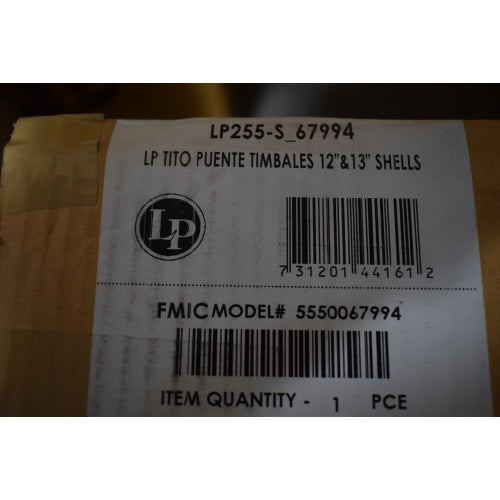 LP255-S_67994
LP TITO PUENTE TIMBALES 12"&13" SHELLS
LP
7 31201 44161 2
FMIC MODEL# 5550067994
ITEM QUANTITY - 1 PCE